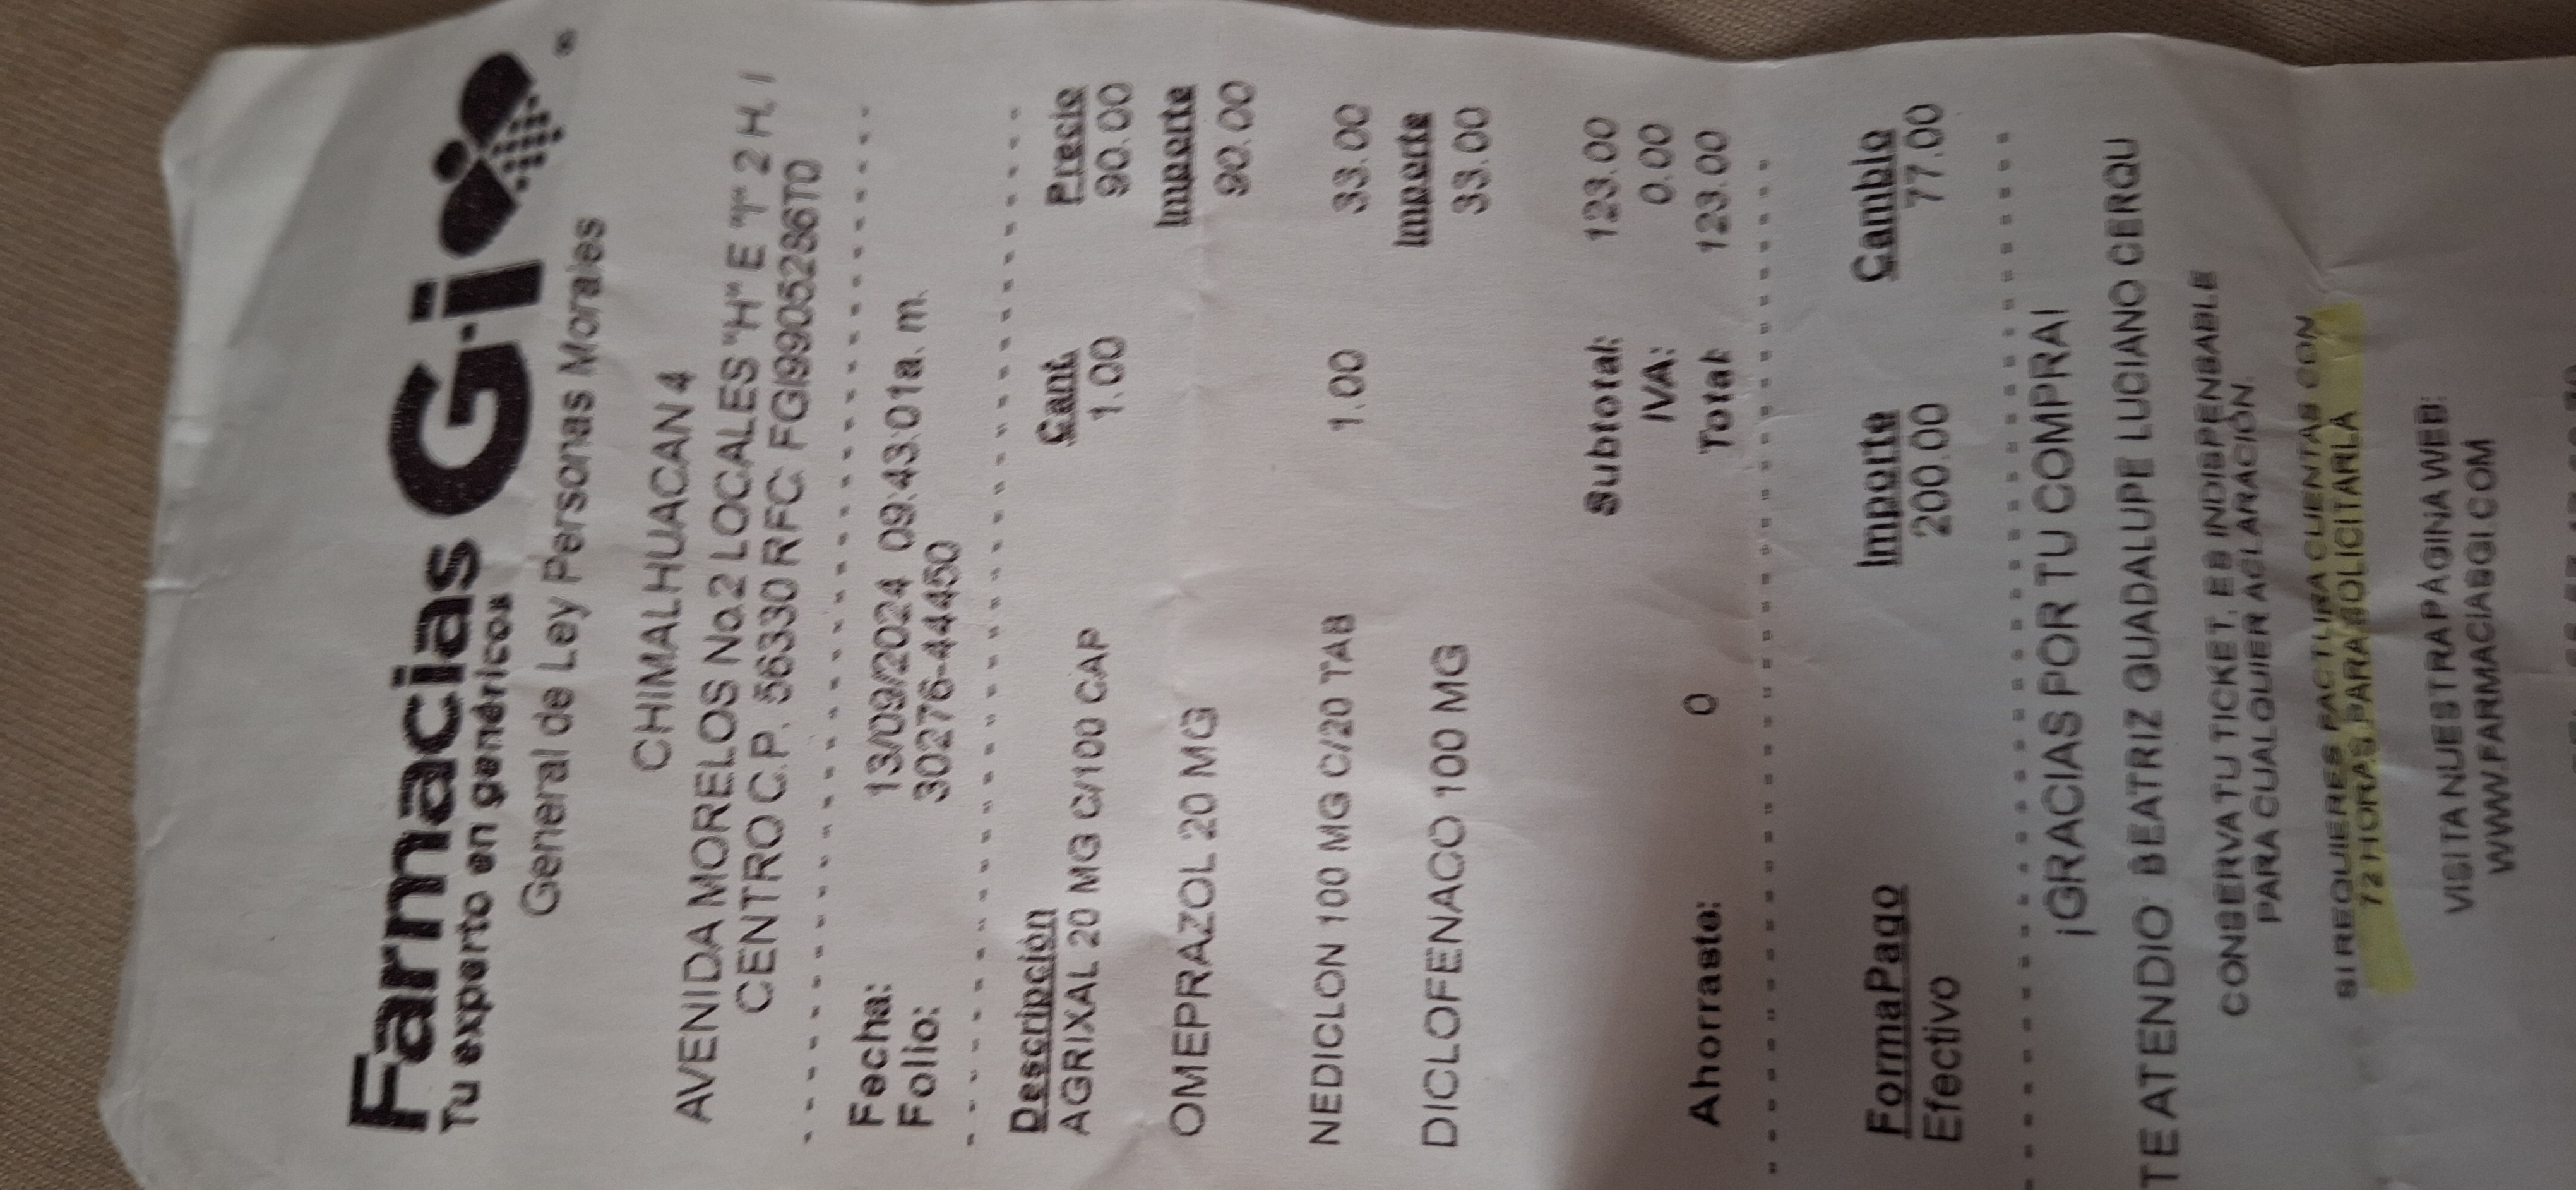 Farmacias Gi ®
Tu experto en genéricos
General de Ley Personas Morales
CHIMALHUACAN 4
AVENIDA MORELOS No.2 LOCALES "H" E "I" 2 H, I
CENTRO C.P. 56330 RFC. FGI9905286T0
Fecha: 13/09/2024 09:43:01a. m.
Folio: 30276-44450
Descripción Cant. Precio
AGRIXAL 20 MG C/100 CAP 1.00 90.00
Importe
OMEPRAZOL 20 MG 90.00
NEDICLON 100 MG C/20 TAB 1.00 33.00
Importe
DICLOFENACO 100 MG 33.00
Subtotal: 123.00
IVA: 0.00
Ahorraste: 0 Total: 123.00
FormaPago Importe Cambio
Efectivo 200.00 77.00
¡GRACIAS POR TU COMPRA!
TE ATENDIO: BEATRIZ GUADALUPE LUCIANO CERQU
CONSERVA TU TICKET, ES INDISPENSABLE
PARA CUALQUIER ACLARACIÓN.
SI REQUIERES FACTURA CUENTAS CON
72 HORAS PARA SOLICITARLA
VISITA NUESTRA PAGINA WEB:
WWW.FARMACIASGI.COM